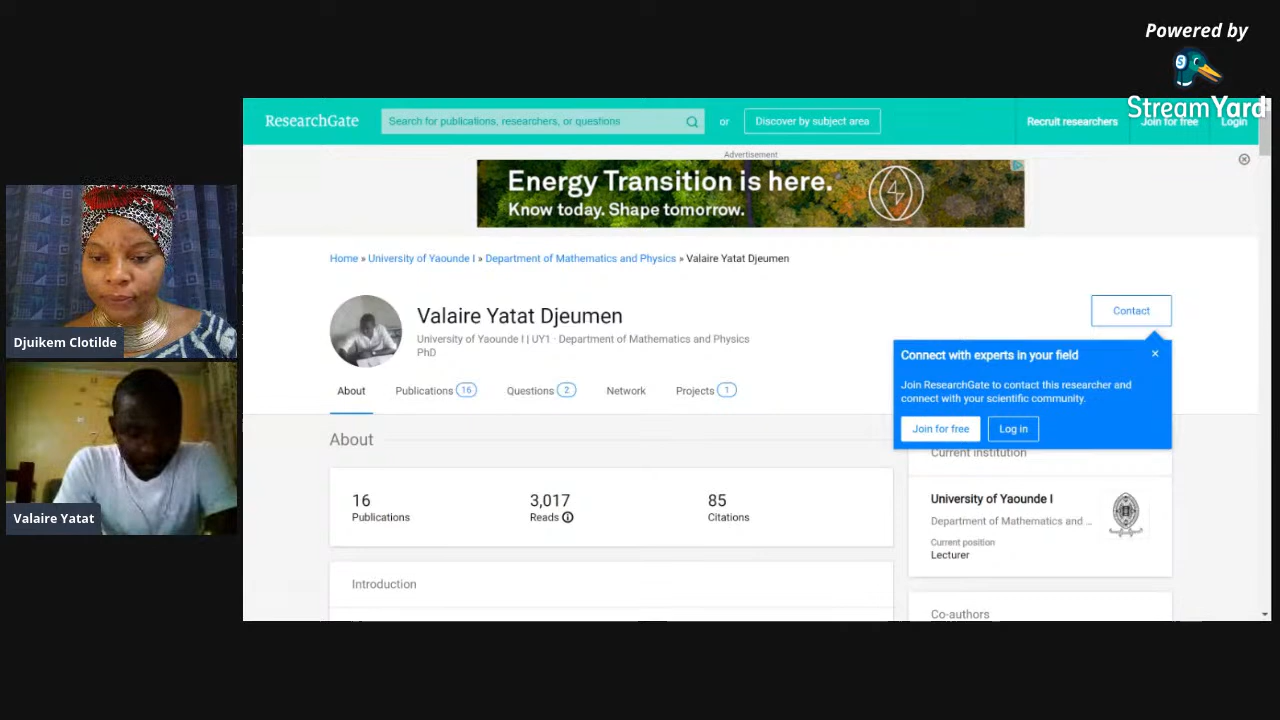 Powered by
StreamYard
ResearchGate
Search for publications, researchers, or questions
or
Discover by subject area
Recruit researchers
Join for free
Login
Advertisement
Energy Transition is here.
Know today. Shape tomorrow.
Home » University of Yaounde I » Department of Mathematics and Physics » Valaire Yatat Djeumen
Valaire Yatat Djeumen
University of Yaounde I | UY1 · Department of Mathematics and Physics
PhD
Contact
Connect with experts in your field
Join ResearchGate to contact this researcher and
connect with your scientific community.
Join for free
Log in
About
Publications 16
Questions 2
Network
Projects 1
About
16
Publications
3,017
Reads
85
Citations
Introduction
Current institution
University of Yaounde I
Department of Mathematics and ...
Current position
Lecturer
Co-authors
Djuikem Clotilde
Valaire Yatat